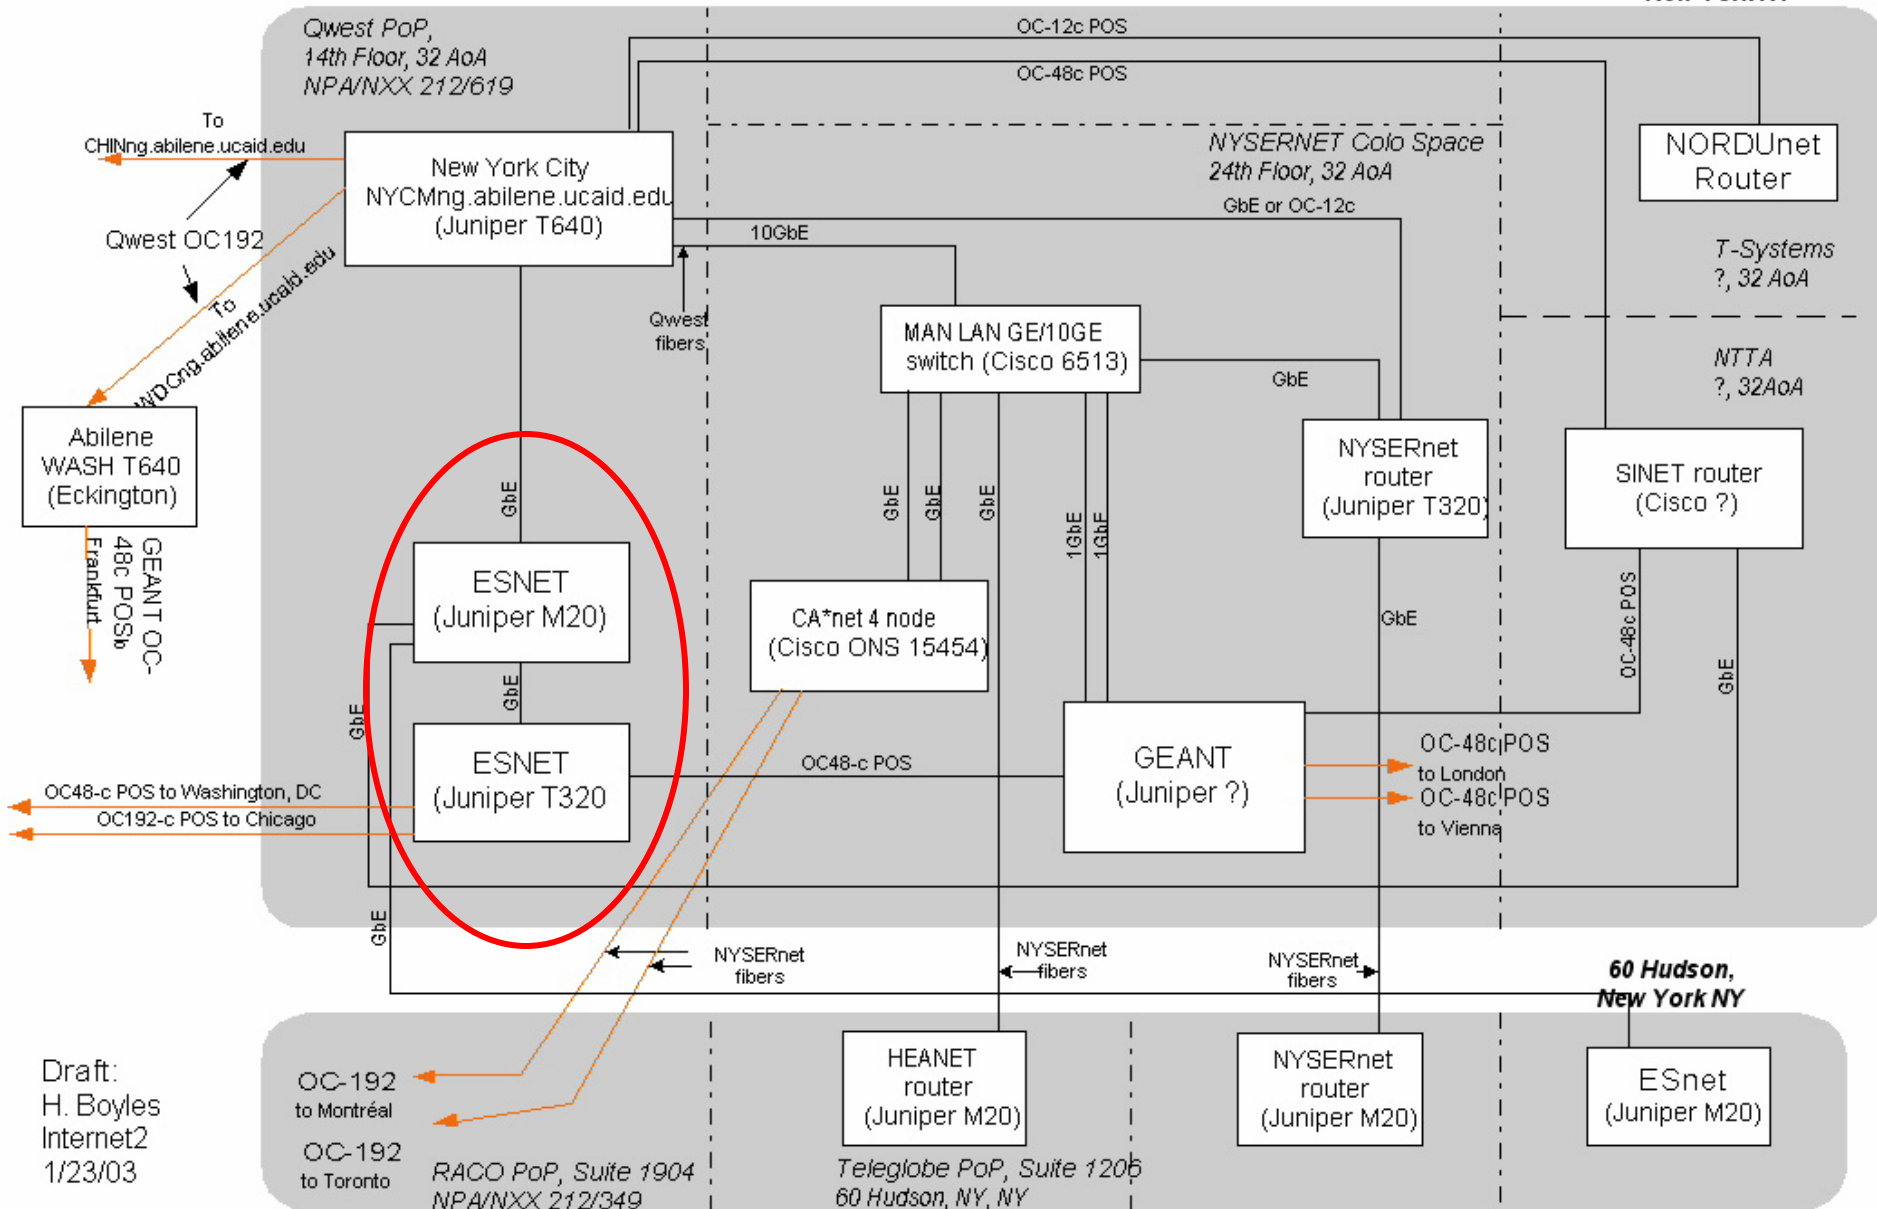 Qwest PoP,
14th Floor, 32 AoA
NPA/NXX 212/619
OC-12c POS
OC-48c POS
To
CHINng.abilene.ucaid.edu
New York City
NYCMng.abilene.ucaid.edu
(Juniper T640)
NYSERNET Colo Space
24th Floor, 32 AoA
NORDUnet
Router
GbE or OC-12c
10GbE
Qwest OC192
To
WDCng.abilene.ucaid.edu
T-Systems
?, 32 AoA
Qwest
fibers
MAN LAN GE/10GE
switch (Cisco 6513)
GbE
NTTA
?, 32AoA
Abilene
WASH T640
(Eckington)
NYSERnet
router
(Juniper T320)
SINET router
(Cisco ?)
GbE
GbE
GbE
GbE
1GbE
1GbE
GEANT OC-
48c POSb
Frankfurt
ESNET
(Juniper M20)
CA*net 4 node
(Cisco ONS 15454)
GbE
OC-48c POS
GbE
GbE
GbE
ESNET
(Juniper T320
OC48-c POS
GEANT
(Juniper ?)
OC-48c POS
to London
OC-48c POS
to Vienna
OC48-c POS to Washington, DC
OC192-c POS to Chicago
GbE
NYSERnet
fibers
NYSERnet
fibers
NYSERnet
fibers
60 Hudson,
New York NY
Draft:
H. Boyles
Internet2
1/23/03
OC-192
to Montréal
OC-192
to Toronto
RACO PoP, Suite 1904
NPA/NXX 212/349
HEANET
router
(Juniper M20)
Teleglobe PoP, Suite 1206
60 Hudson, NY, NY
NYSERnet
router
(Juniper M20)
ESnet
(Juniper M20)